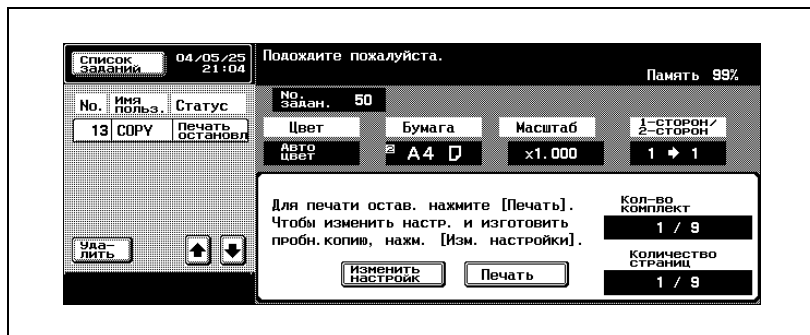 Список заданий
04/05/25
21:04
Подождите пожалуйста.
Память 99%
No. Имя польз. Статус
13 COPY Печать остановл
No. задан. 50
Цвет Бумага Масштаб 1-сторон/2-сторон
Авто цвет 2 A4 x1.000 1 → 1
Для печати остав. нажмите [Печать].
Чтобы изменить настр. и изготовить
пробн.копию, нажм. [Изм. настройки].
Кол-во
комплект
1 / 9
Количество
страниц
1 / 9
Уда-
лить
Изменить
настройк
Печать